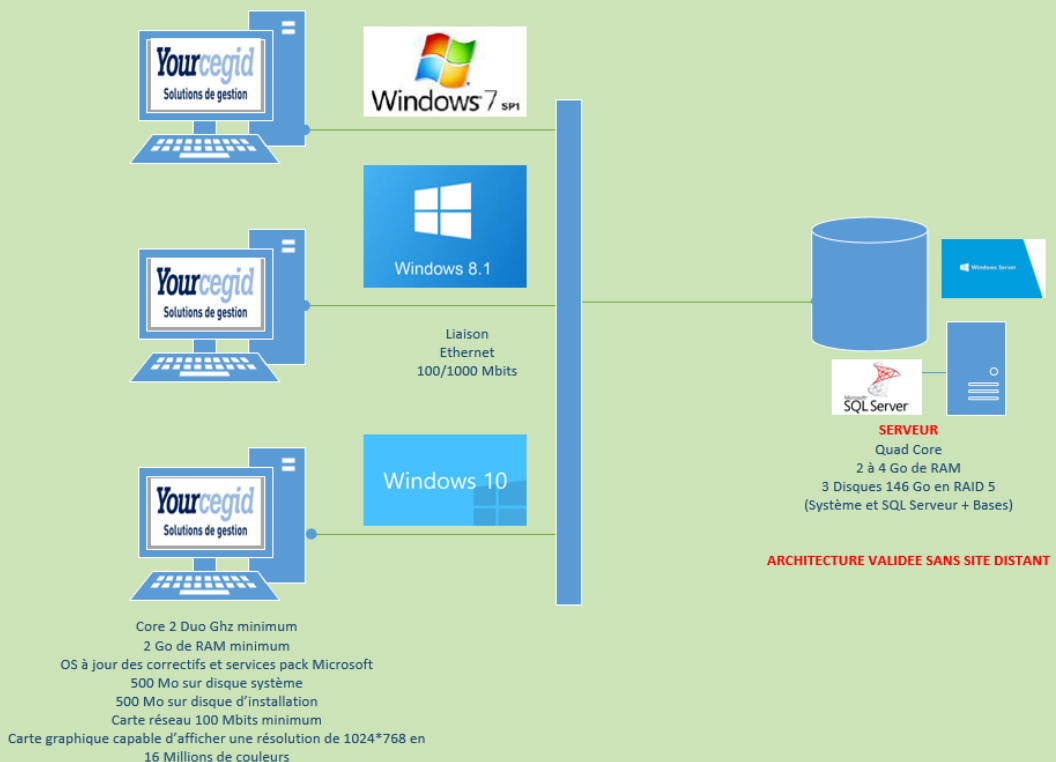 Yourcegid
Solutions de gestion
Windows 7 SP1
Yourcegid
Solutions de gestion
Windows 8.1
Liaison
Ethernet
100/1000 Mbits
Yourcegid
Solutions de gestion
Windows 10
Core 2 Duo Ghz minimum
2 Go de RAM minimum
OS à jour des correctifs et services pack Microsoft
500 Mo sur disque système
500 Mo sur disque d’installation
Carte réseau 100 Mbits minimum
Carte graphique capable d’afficher une résolution de 1024*768 en
16 Millions de couleurs
Windows Server
Microsoft
SQL Server
SERVEUR
Quad Core
2 à 4 Go de RAM
3 Disques 146 Go en RAID 5
(Système et SQL Serveur + Bases)
ARCHITECTURE VALIDEE SANS SITE DISTANT